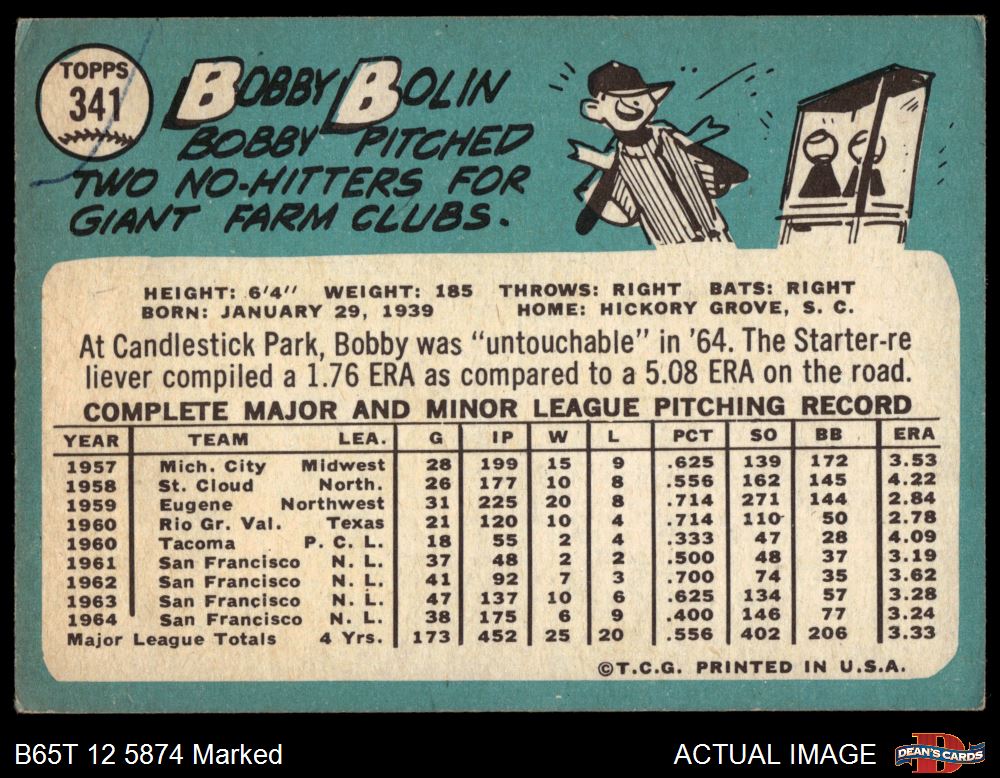 TOPPS
341
BOBBY BOLIN
BOBBY PITCHED
TWO NO-HITTERS FOR
GIANT FARM CLUBS.
HEIGHT: 6'4" WEIGHT: 185 THROWS: RIGHT BATS: RIGHT
BORN: JANUARY 29, 1939 HOME: HICKORY GROVE, S. C.
At Candlestick Park, Bobby was "untouchable" in '64. The Starter-re
liever compiled a 1.76 ERA as compared to a 5.08 ERA on the road.
COMPLETE MAJOR AND MINOR LEAGUE PITCHING RECORD
YEAR TEAM LEA. G IP W L PCT SO BB ERA
1957 Mich. City Midwest 28 199 15 9 .625 139 172 3.53
1958 St. Cloud North. 26 177 10 8 .556 162 145 4.22
1959 Eugene Northwest 31 225 20 8 .714 271 144 2.84
1960 Rio Gr. Val. Texas 21 120 10 4 .714 110 50 2.78
1960 Tacoma P. C. L. 18 55 2 4 .333 47 28 4.09
1961 San Francisco N. L. 37 48 2 2 .500 48 37 3.19
1962 San Francisco N. L. 41 92 7 3 .700 74 35 3.62
1963 San Francisco N. L. 47 137 10 6 .625 134 57 3.28
1964 San Francisco N. L. 38 175 6 9 .400 146 77 3.24
Major League Totals 4 Yrs. 173 452 25 20 .556 402 206 3.33
©T.C.G. PRINTED IN U.S.A.
B65T 12 5874 Marked
ACTUAL IMAGE
DEAN'S CARDS